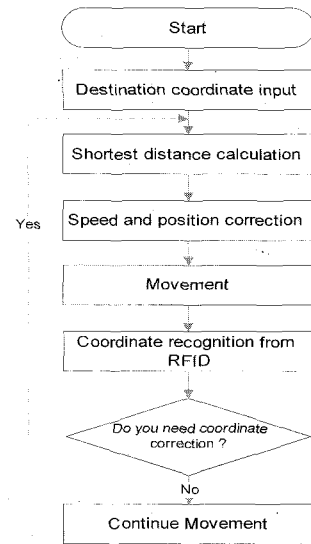 Start
Destination coordinate input
Shortest distance calculation
Yes
Speed and position correction
Movement
Coordinate recognition from
RFID
Do you need coordinate
correction ?
No
Continue Movement